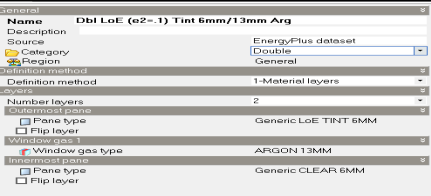 General
Name Dbl LoE (e2=.1) Tint 6mm/13mm Arg
Description
Source EnergyPlus dataset
Category Double
Region General
Definition method
Definition method 1-Material layers
Layers
Number layers 2
Outermost pane
Pane type Generic LoE TINT 6MM
Flip layer
Window gas 1
Window gas type ARGON 13MM
Innermost pane
Pane type Generic CLEAR 6MM
Flip layer